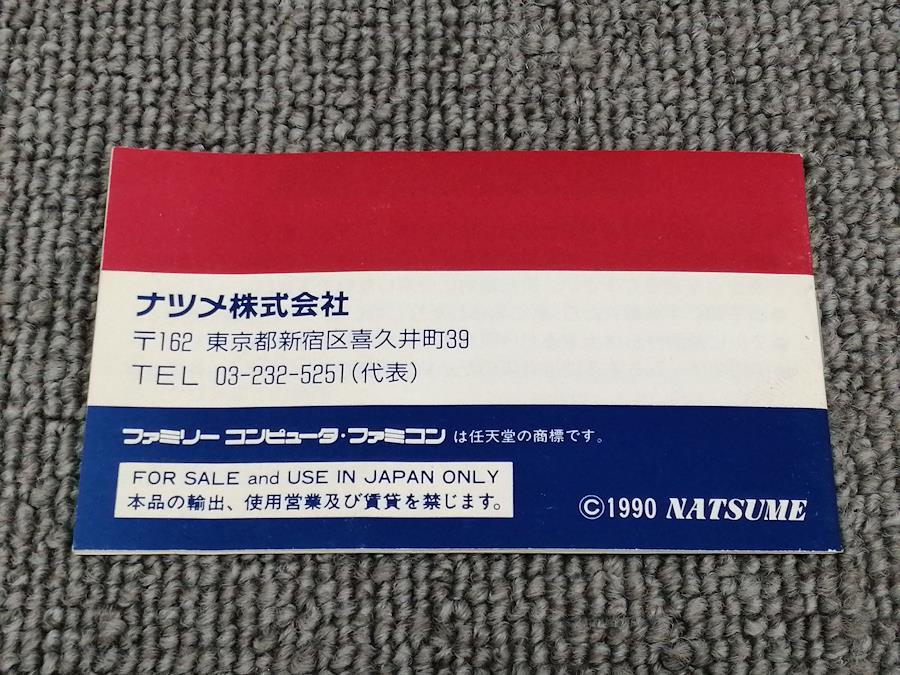 ナツメ株式会社
〒162 東京都新宿区喜久井町39
TEL 03-232-5251(代表)
ファミリー コンピュータ・ファミコン は任天堂の商標です。
FOR SALE and USE IN JAPAN ONLY
本品の輸出、使用営業及び賃貸を禁じます。
©1990 NATSUME